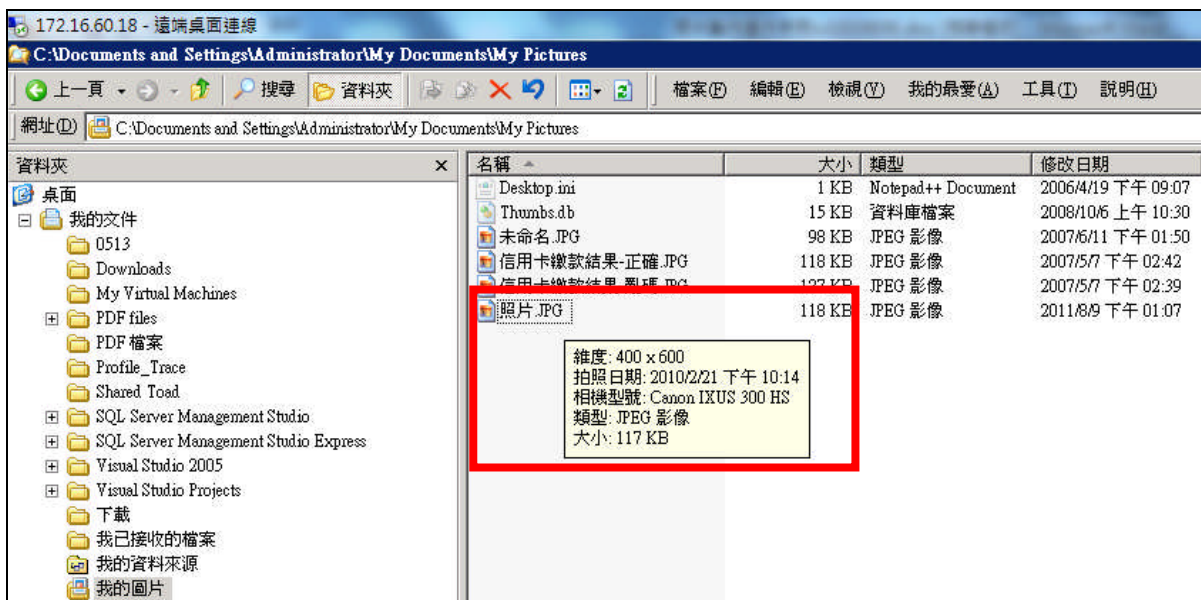 172.16.60.18 - 遠端桌面連線
C:\Documents and Settings\Administrator\My Documents\My Pictures
上一頁 搜尋 資料夾 檔案(F) 編輯(E) 檢視(V) 我的最愛(A) 工具(T) 說明(H)
網址(D) C:\Documents and Settings\Administrator\My Documents\My Pictures
資料夾
桌面
我的文件
0513
Downloads
My Virtual Machines
PDF files
PDF 檔案
Profile_Trace
Shared Toad
SQL Server Management Studio
SQL Server Management Studio Express
Visual Studio 2005
Visual Studio Projects
下載
我已接收的檔案
我的資料來源
我的圖片
名稱 大小 類型 修改日期
Desktop.ini 1 KB Notepad++ Document 2006/4/19 下午 09:07
Thumbs.db 15 KB 資料庫檔案 2008/10/6 上午 10:30
未命名.JPG 98 KB JPEG 影像 2007/6/11 下午 01:50
信用卡繳款結果-正確.JPG 118 KB JPEG 影像 2007/5/7 下午 02:42
信用卡繳款結果-亂碼.JPG 127 KB JPEG 影像 2007/5/7 下午 02:39
照片.JPG 118 KB JPEG 影像 2011/8/9 下午 01:07
維度: 400 x 600
拍照日期: 2010/2/21 下午 10:14
相機型號: Canon IXUS 300 HS
類型: JPEG 影像
大小: 117 KB